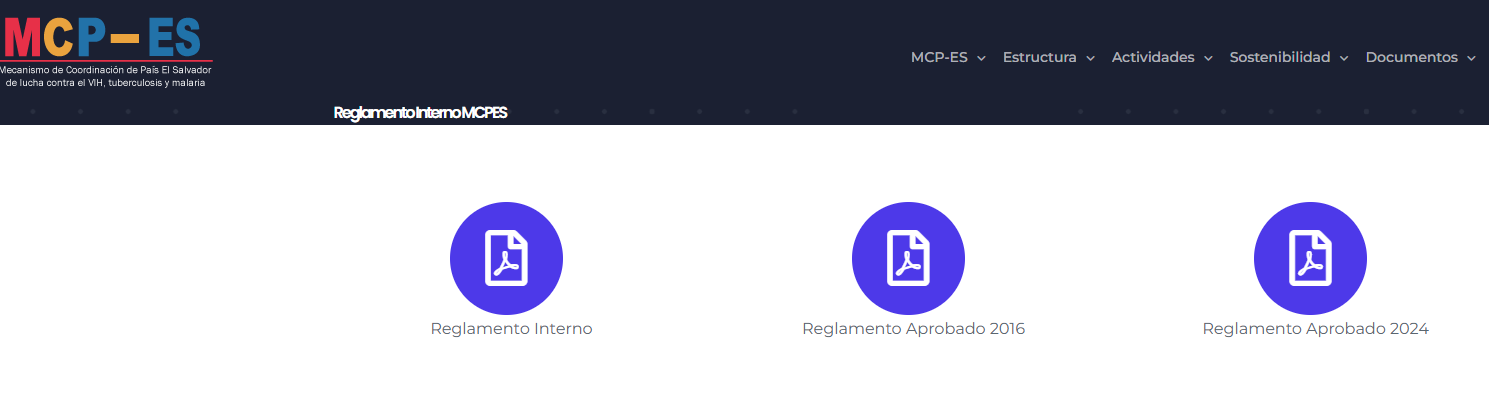 MCP-ES
Mecanismo de Coordinación de País El Salvador
de lucha contra el VIH, tuberculosis y malaria
MCP-ES Estructura Actividades Sostenibilidad Documentos
Reglamento Interno MCPES
Reglamento Interno
Reglamento Aprobado 2016
Reglamento Aprobado 2024